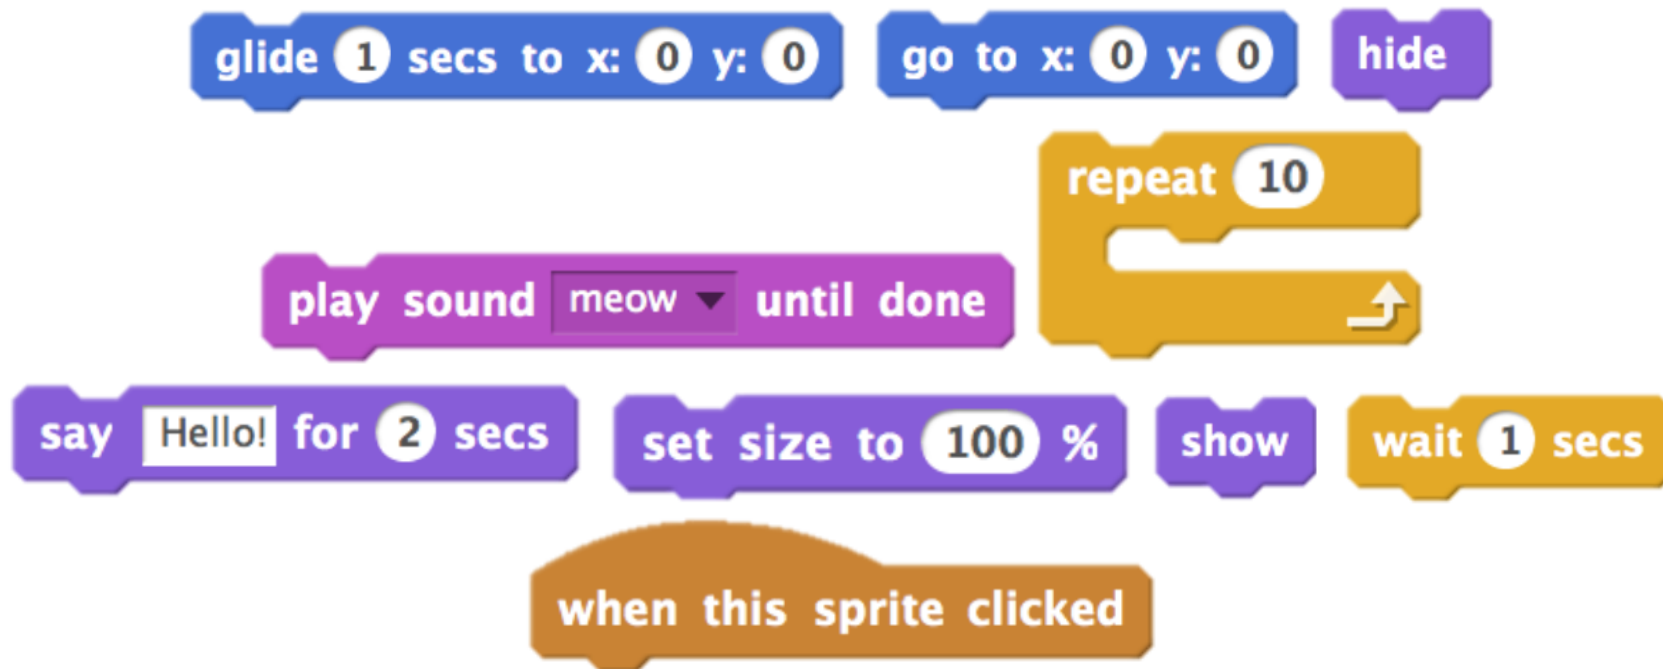 glide 1 secs to x: 0 y: 0
go to x: 0 y: 0
hide
repeat 10
play sound meow until done
say Hello! for 2 secs
set size to 100 %
show
wait 1 secs
when this sprite clicked